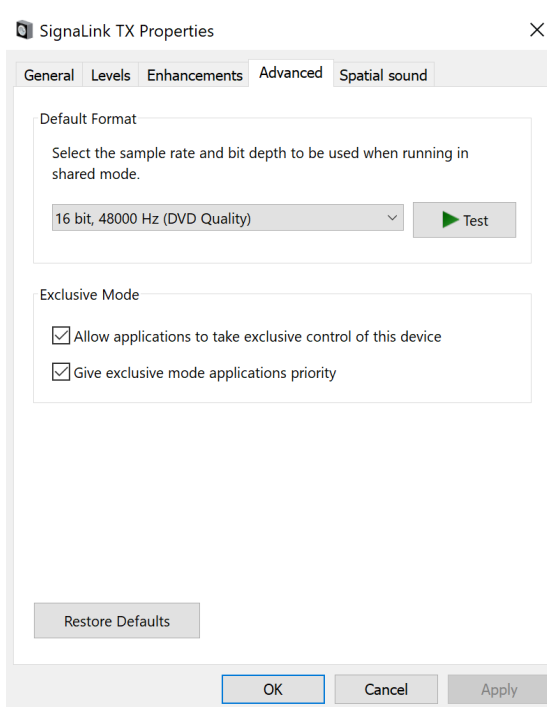 SignaLink TX Properties
General Levels Enhancements Advanced Spatial sound
Default Format
Select the sample rate and bit depth to be used when running in
shared mode.
16 bit, 48000 Hz (DVD Quality) Test
Exclusive Mode
Allow applications to take exclusive control of this device
Give exclusive mode applications priority
Restore Defaults
OK Cancel Apply